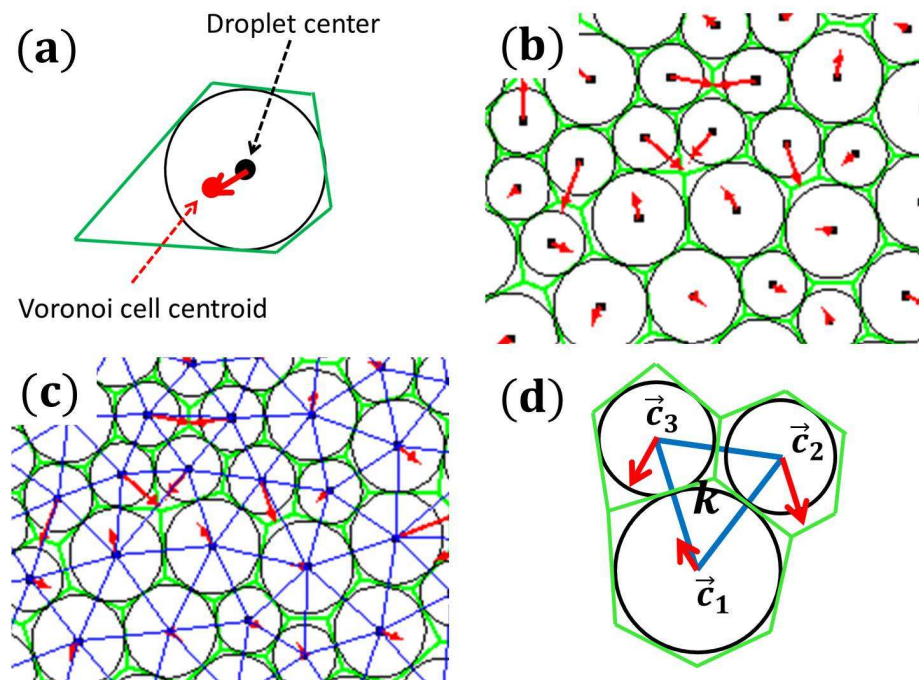 (a)
Droplet center
Voronoi cell centroid
(b)
(c)
(d)
c⃗₃
c⃗₂
k
c⃗₁